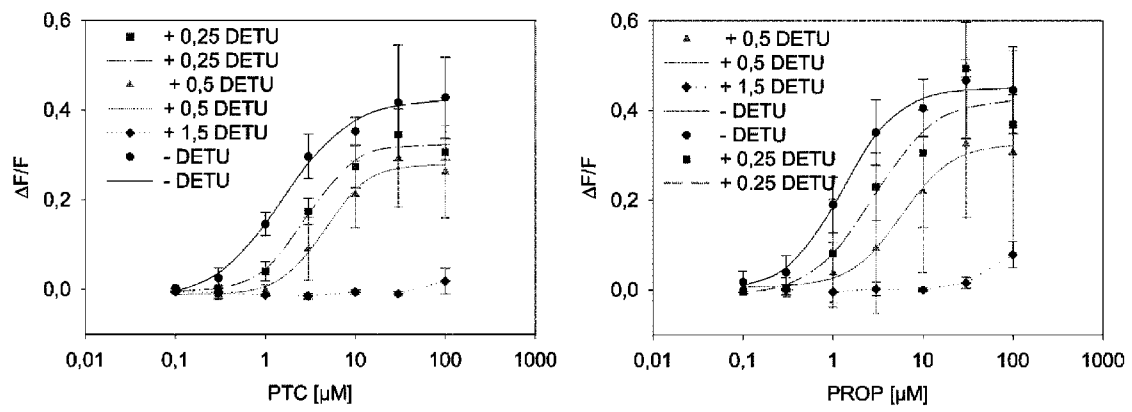 0,6
0,4
0,2
0,0
ΔF/F
+ 0,25 DETU
+ 0,25 DETU
+ 0,5 DETU
+ 0,5 DETU
+ 1,5 DETU
- DETU
- DETU
0,01 0,1 1 10 100 1000
PTC [µM]
0,6
0,4
0,2
0,0
ΔF/F
+ 0,5 DETU
+ 0,5 DETU
+ 1,5 DETU
- DETU
- DETU
+ 0,25 DETU
+ 0.25 DETU
0,01 0,1 1 10 100 1000
PROP [µM]